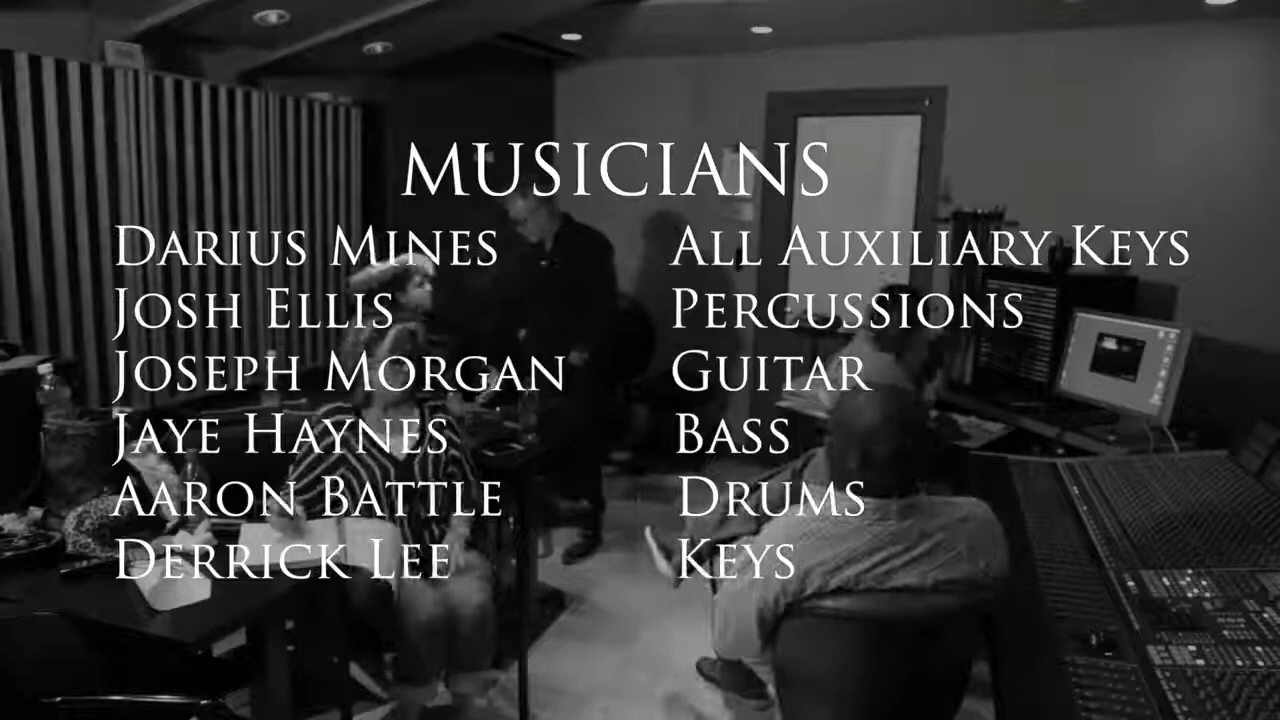 MUSICIANS
DARIUS MINES ALL AUXILIARY KEYS
JOSH ELLIS PERCUSSIONS
JOSEPH MORGAN GUITAR
JAYE HAYNES BASS
AARON BATTLE DRUMS
DERRICK LEE KEYS